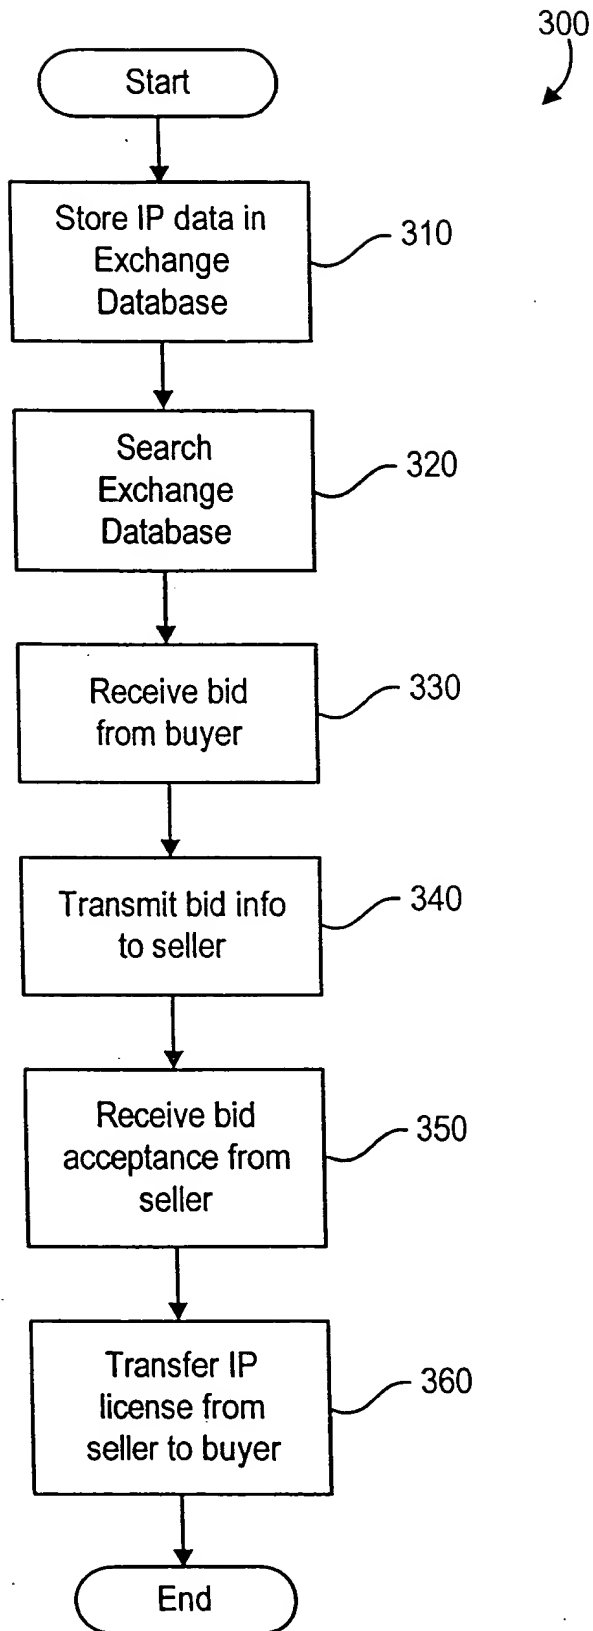 300
Start
Store IP data in
Exchange
Database
310
Search
Exchange
Database
320
Receive bid
from buyer
330
Transmit bid info
to seller
340
Receive bid
acceptance from
seller
350
Transfer IP
license from
seller to buyer
360
End